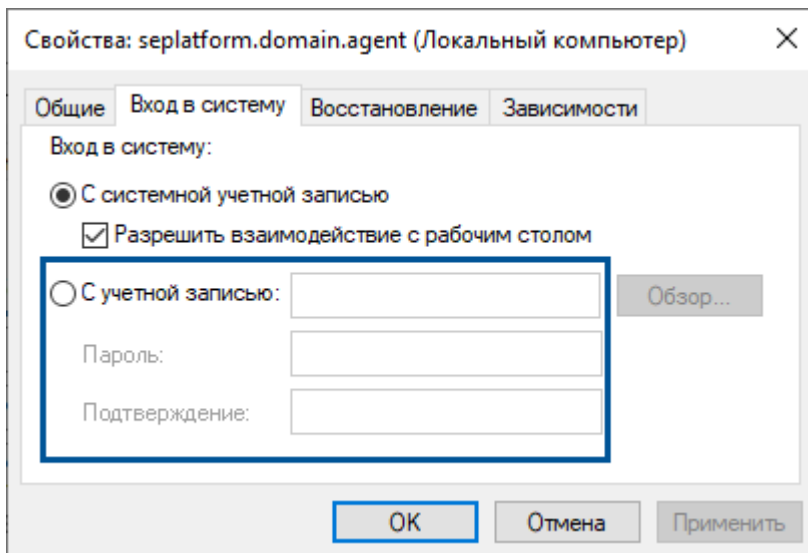 Свойства: seplatform.domain.agent (Локальный компьютер)
Общие Вход в систему Восстановление Зависимости
Вход в систему:
С системной учетной записью
Разрешить взаимодействие с рабочим столом
С учетной записью: Обзор...
Пароль:
Подтверждение:
ОК Отмена Применить